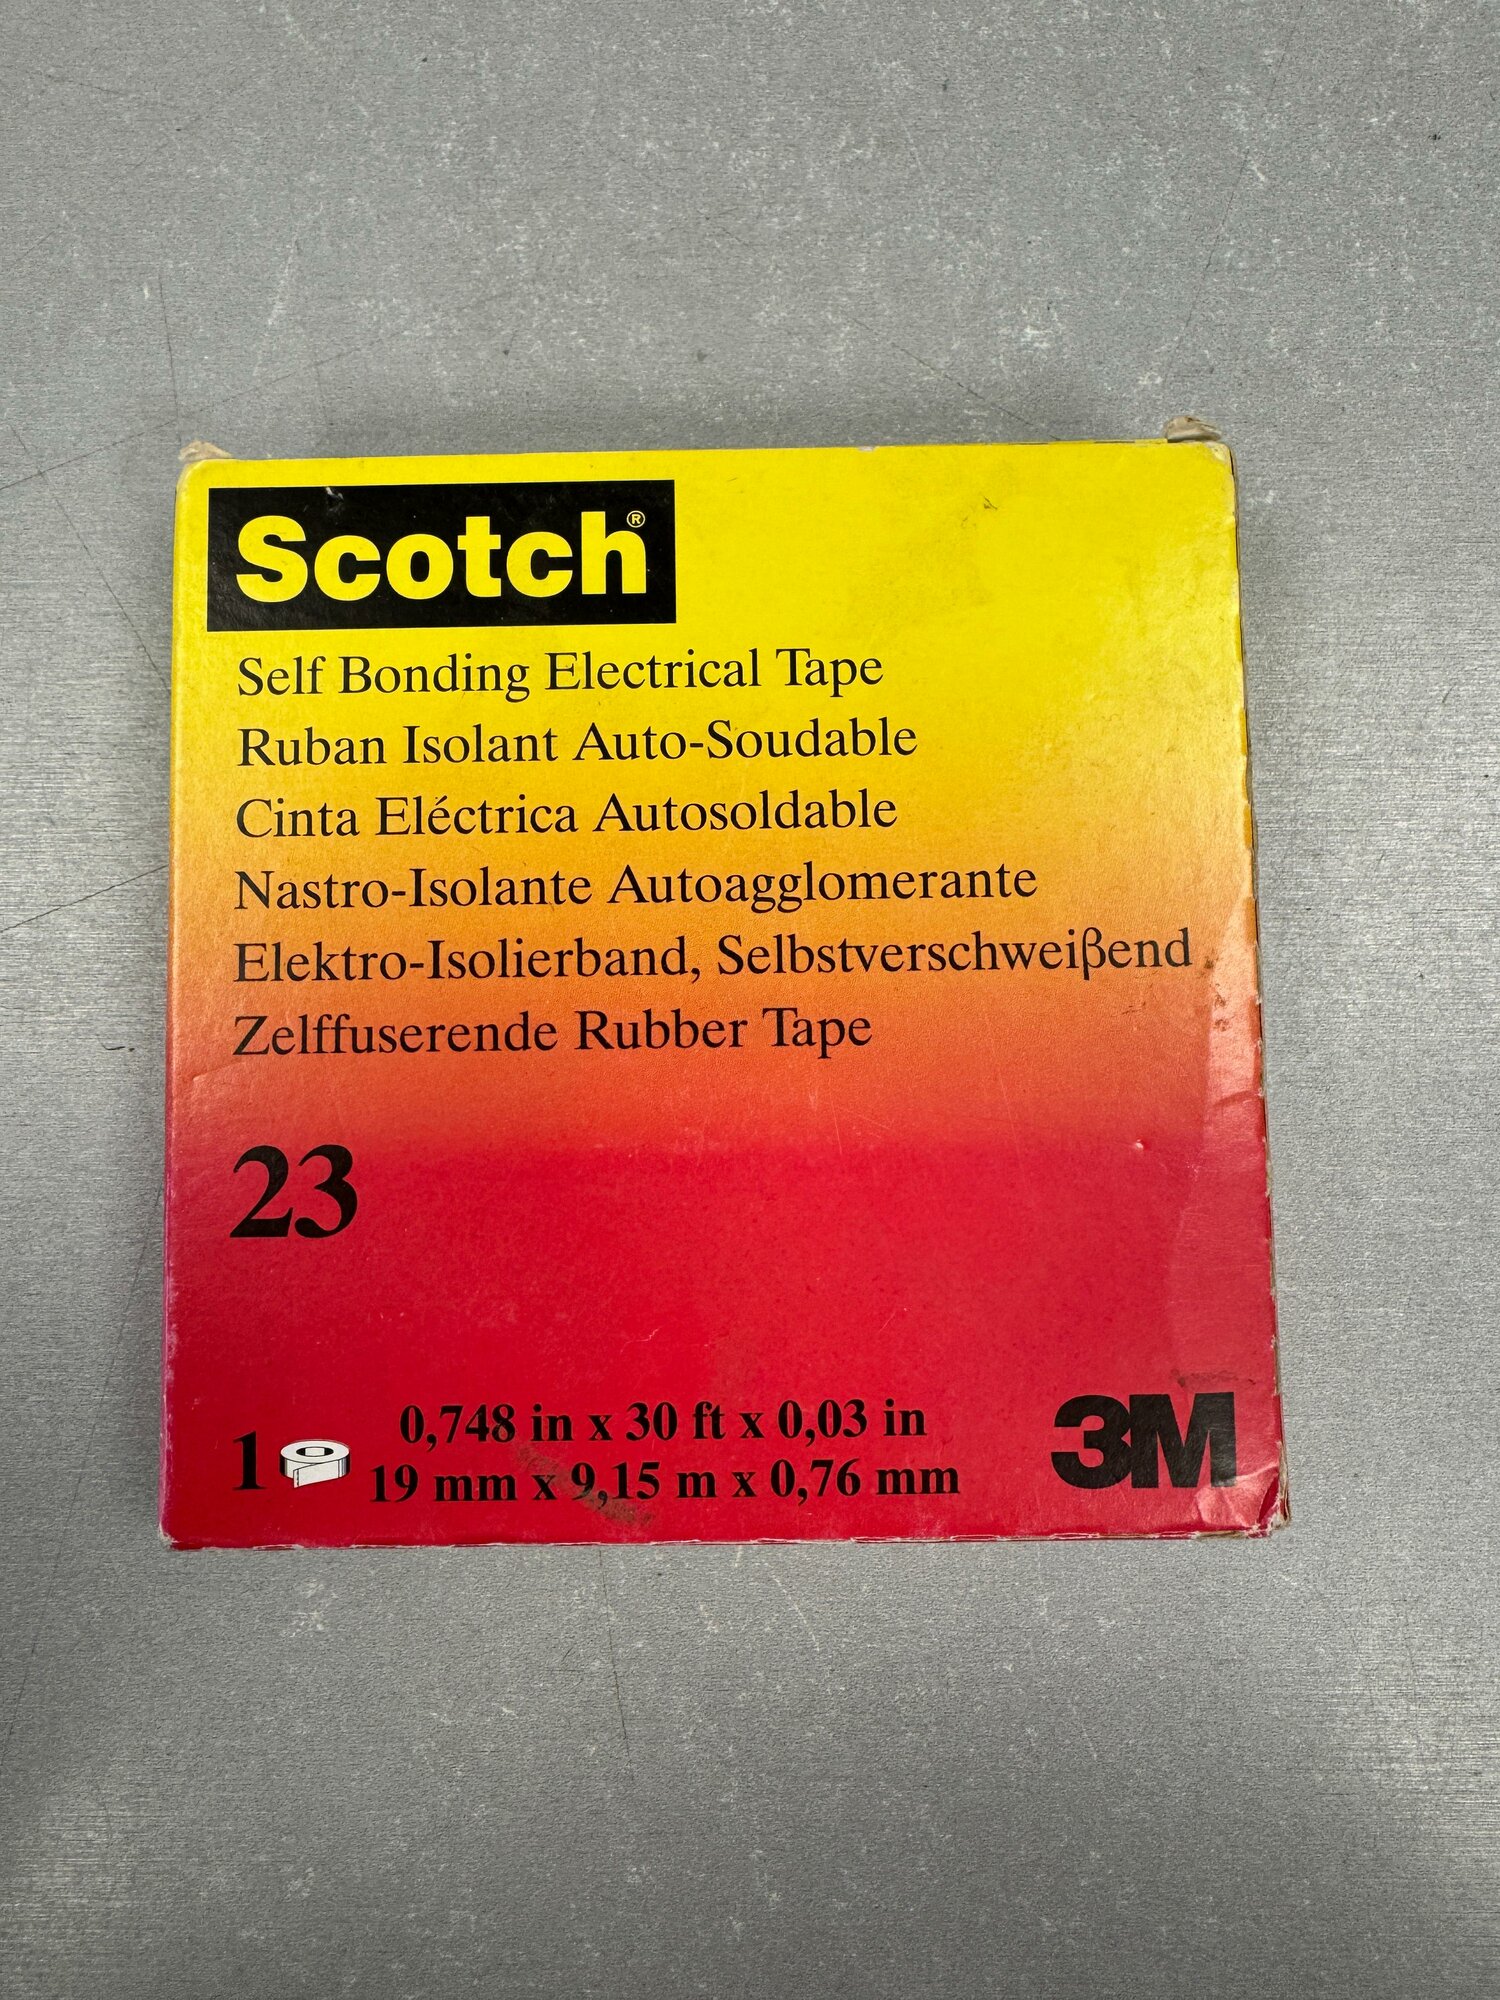 Scotch®
Self Bonding Electrical Tape
Ruban Isolant Auto-Soudable
Cinta Eléctrica Autosoldable
Nastro-Isolante Autoagglomerante
Elektro-Isolierband, Selbstverschweißend
Zelffuserende Rubber Tape
23
1
0,748 in x 30 ft x 0,03 in
19 mm x 9,15 m x 0,76 mm
3M